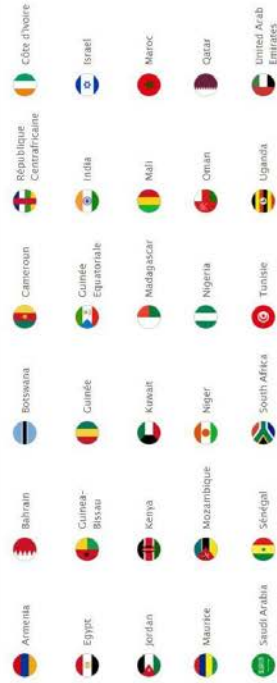 Armenia
Bahrain
Botswana
Cameroun
République
Centrafricaine
Côte d'Ivoire
Egypt
Guinea-
Bissau
Guinée
Guinée
Equatoriale
India
Israel
Jordan
Kenya
Kuwait
Madagascar
Mali
Maroc
Maurice
Mozambique
Niger
Nigeria
Oman
Qatar
Saudi Arabia
Sénégal
South Africa
Tunisie
Uganda
United Arab
Emirates